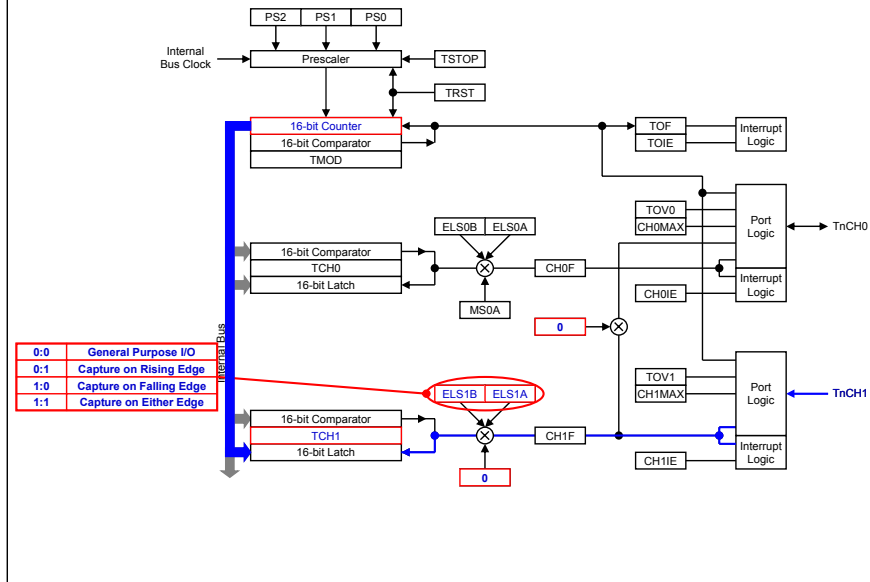 PS2 PS1 PS0
Internal
Bus Clock
Prescaler
TSTOP
TRST
16-bit Counter
16-bit Comparator
TMOD
TOF
TOIE
Interrupt
Logic
TOV0
CH0MAX
Port
Logic
TnCH0
ELS0B ELS0A
16-bit Comparator
TCH0
16-bit Latch
CH0F
MS0A
CH0IE
Interrupt
Logic
0
Internal Bus
0:0 General Purpose I/O
0:1 Capture on Rising Edge
1:0 Capture on Falling Edge
1:1 Capture on Either Edge
ELS1B ELS1A
TOV1
CH1MAX
Port
Logic
TnCH1
16-bit Comparator
TCH1
16-bit Latch
CH1F
CH1IE
Interrupt
Logic
0